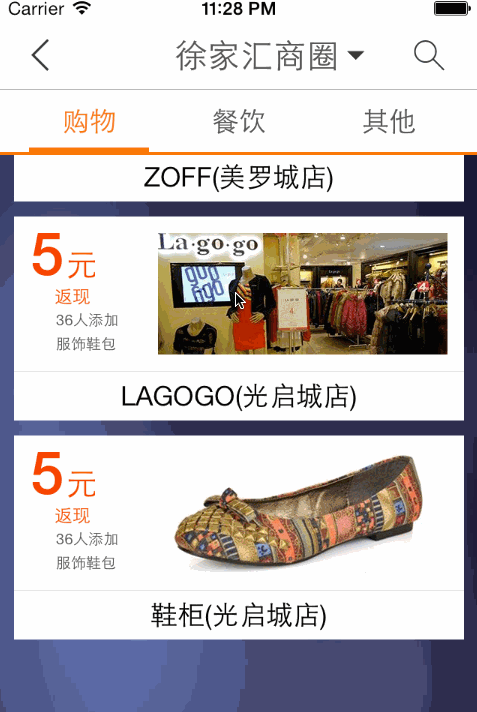 Carrier 11:28 PM
徐家汇商圈
购物 餐饮 其他
ZOFF(美罗城店)
5元
返现
36人添加
服饰鞋包
La·go·go
LAGOGO(光启城店)
5元
返现
36人添加
服饰鞋包
鞋柜(光启城店)